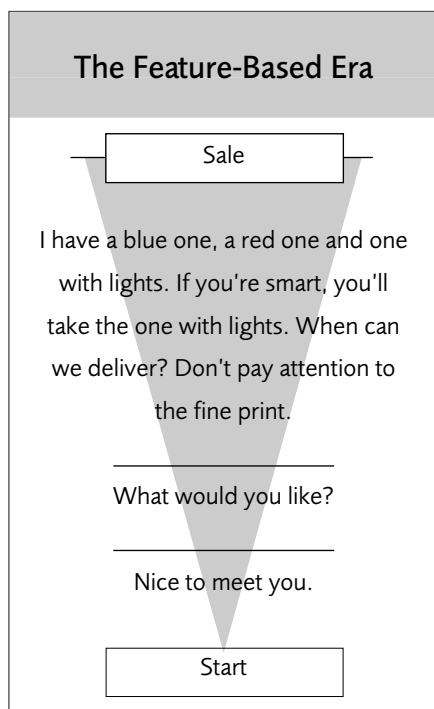 The Feature-Based Era
Sale
I have a blue one, a red one and one
with lights. If you're smart, you'll
take the one with lights. When can
we deliver? Don't pay attention to
the fine print.
What would you like?
Nice to meet you.
Start